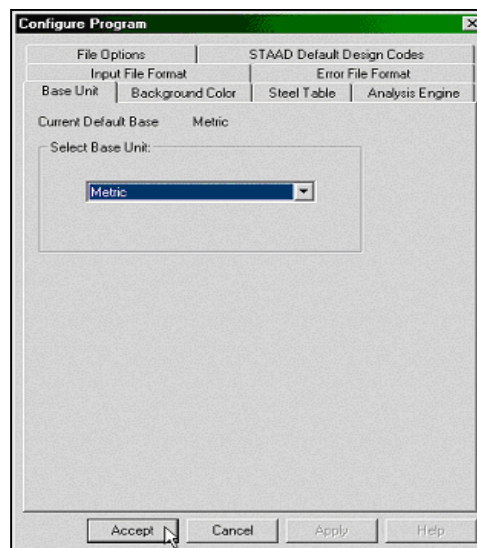 Configure Program
File Options STAAD Default Design Codes
Input File Format Error File Format
Base Unit Background Color Steel Table Analysis Engine
Current Default Base Metric
Select Base Unit:
Metric
Accept Cancel Apply Help